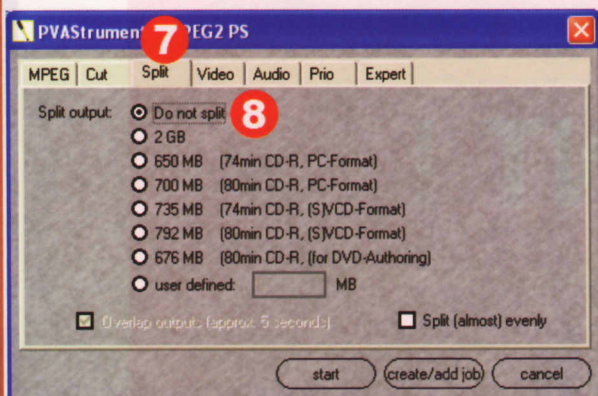 PVAStrumen 7 PEG2 PS
MPEG Cut Split Video Audio Prio Expert
Split output: Do not split 8
2 GB
650 MB (74min CD-R, PC-Format)
700 MB (80min CD-R, PC-Format)
735 MB (74min CD-R, (S)VCD-Format)
792 MB (80min CD-R, (S)VCD-Format)
676 MB (80min CD-R, (for DVD-Authoring)
user defined: MB
Overlap outputs (approx. 5 seconds) Split (almost) evenly
start create/add job cancel